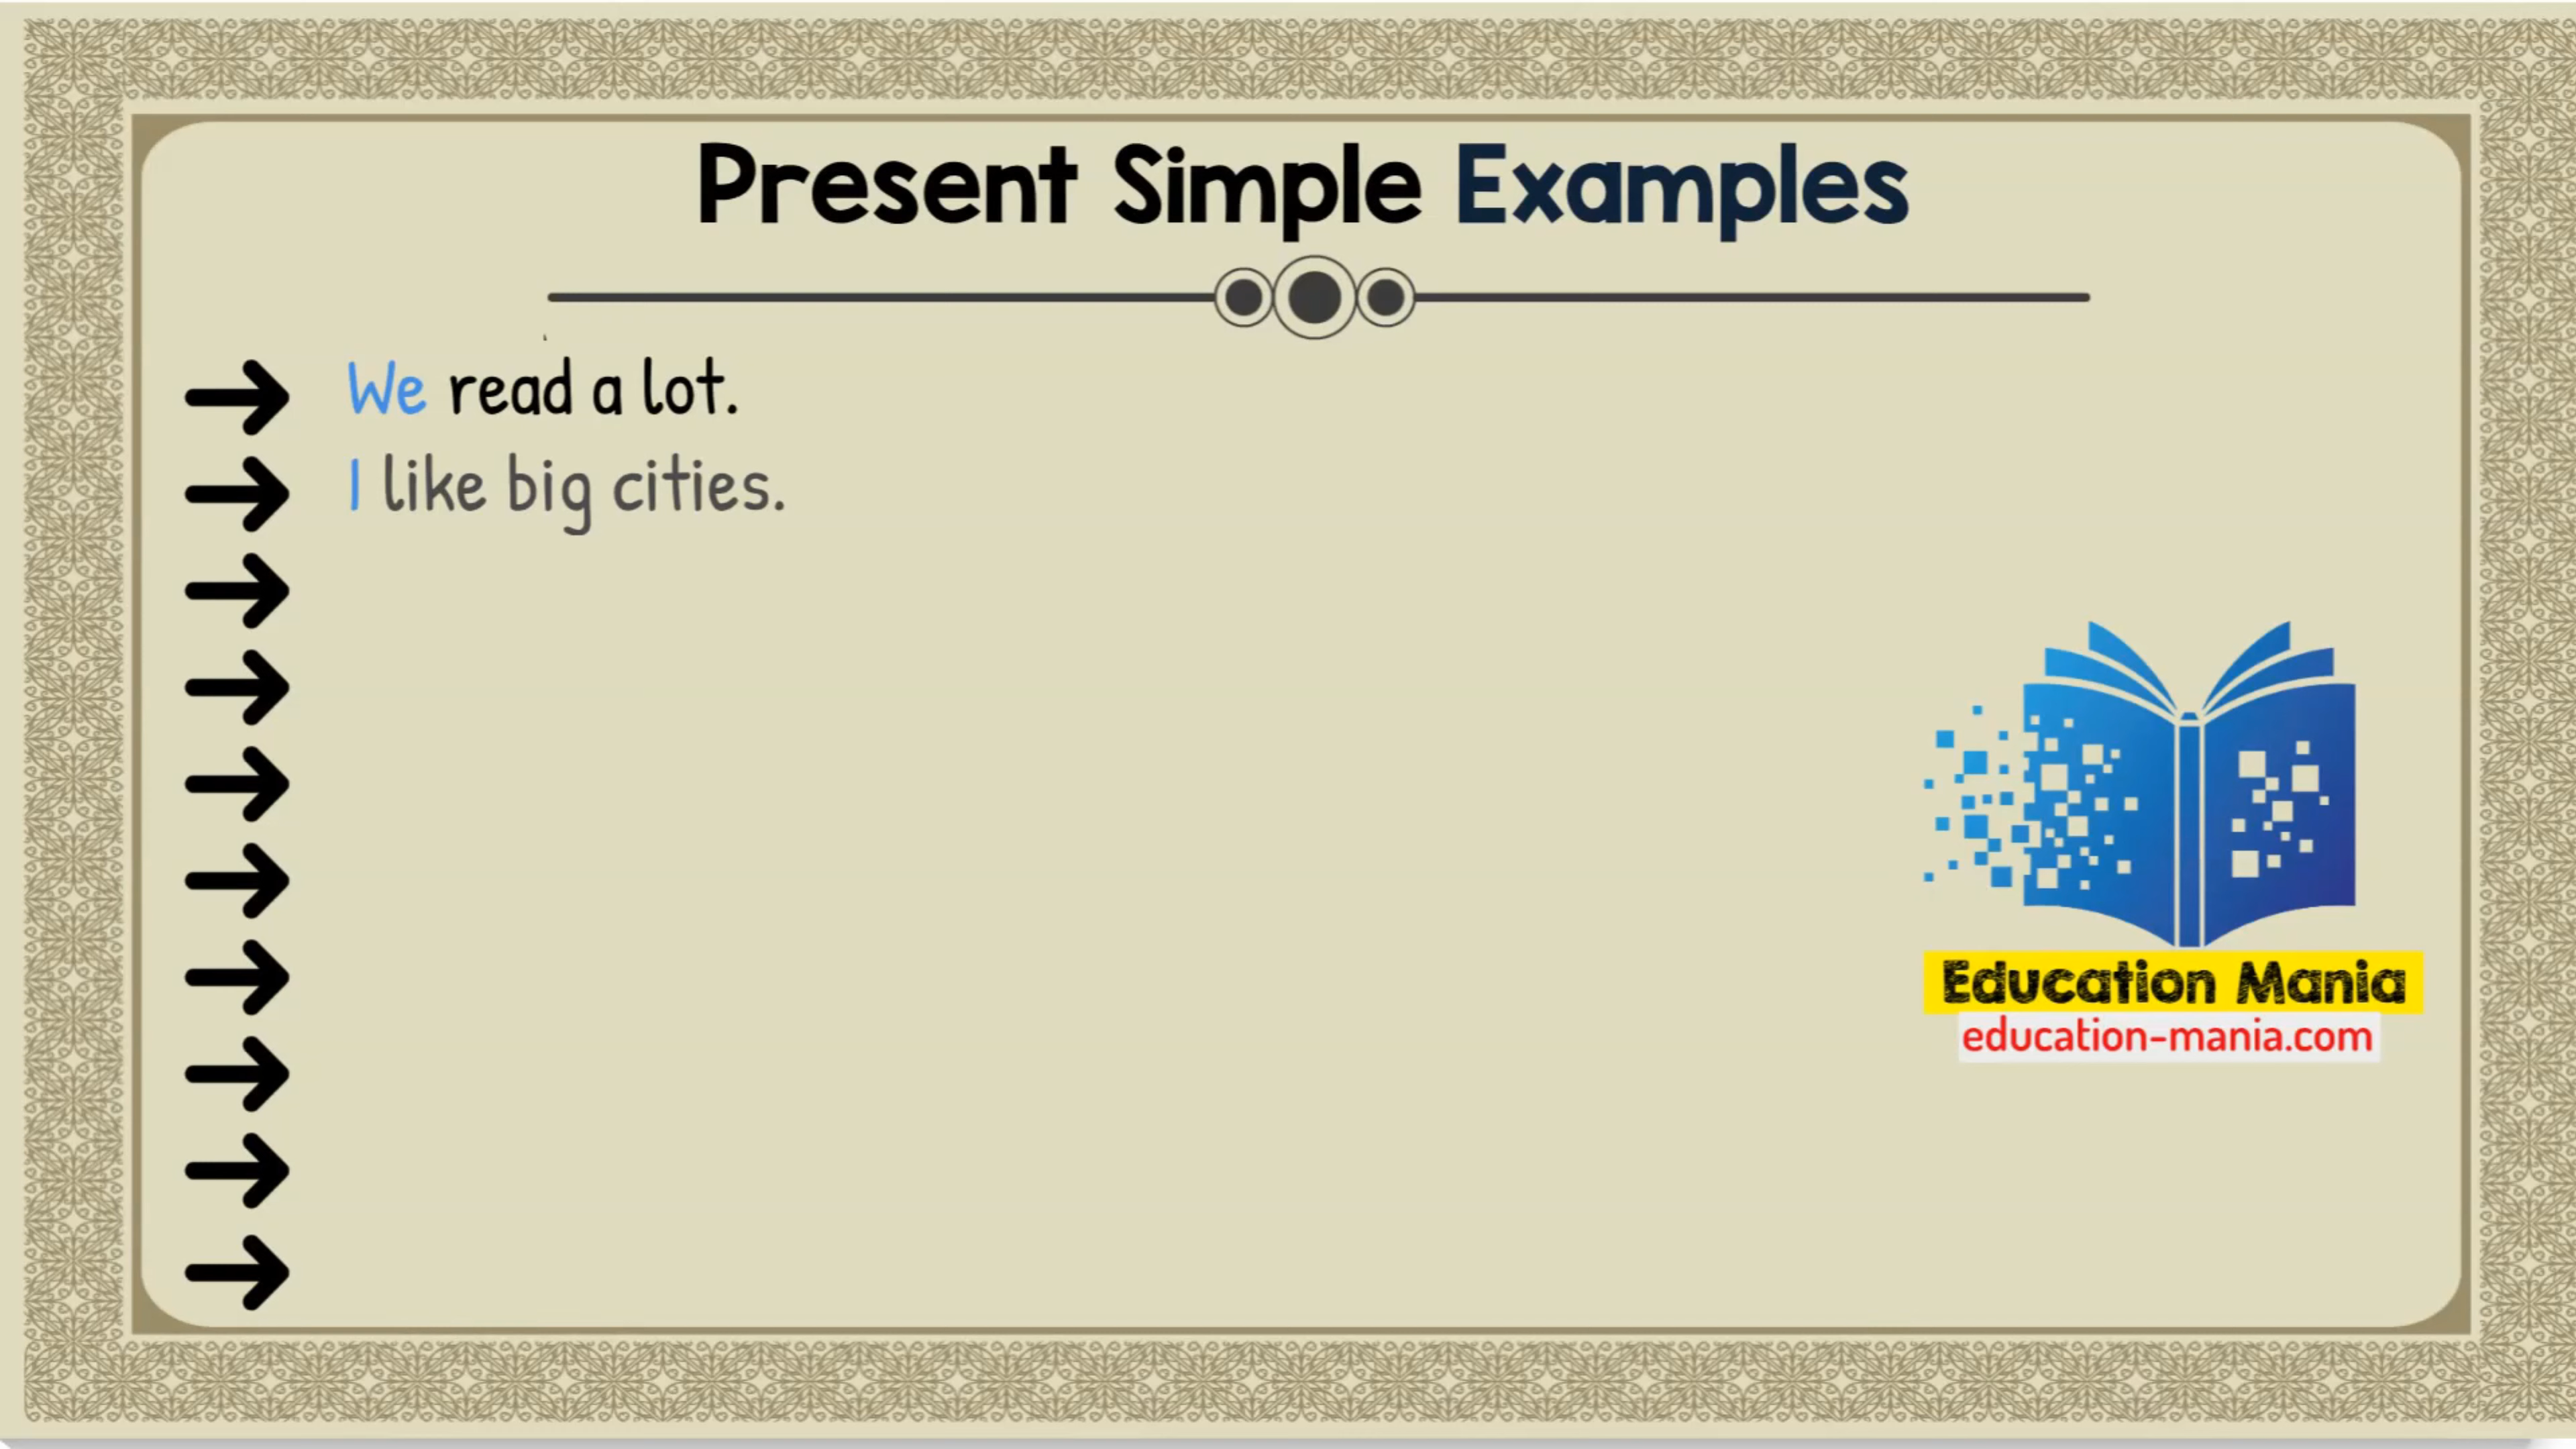 Present Simple Examples
We read a lot.
I like big cities.
Education Mania
education-mania.com